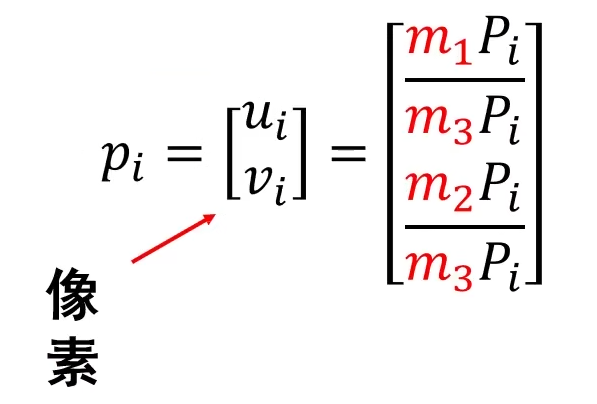 p_i = [u_i v_i] = [m_1P_i / m_3P_i m_2P_i / m_3P_i]
像
素